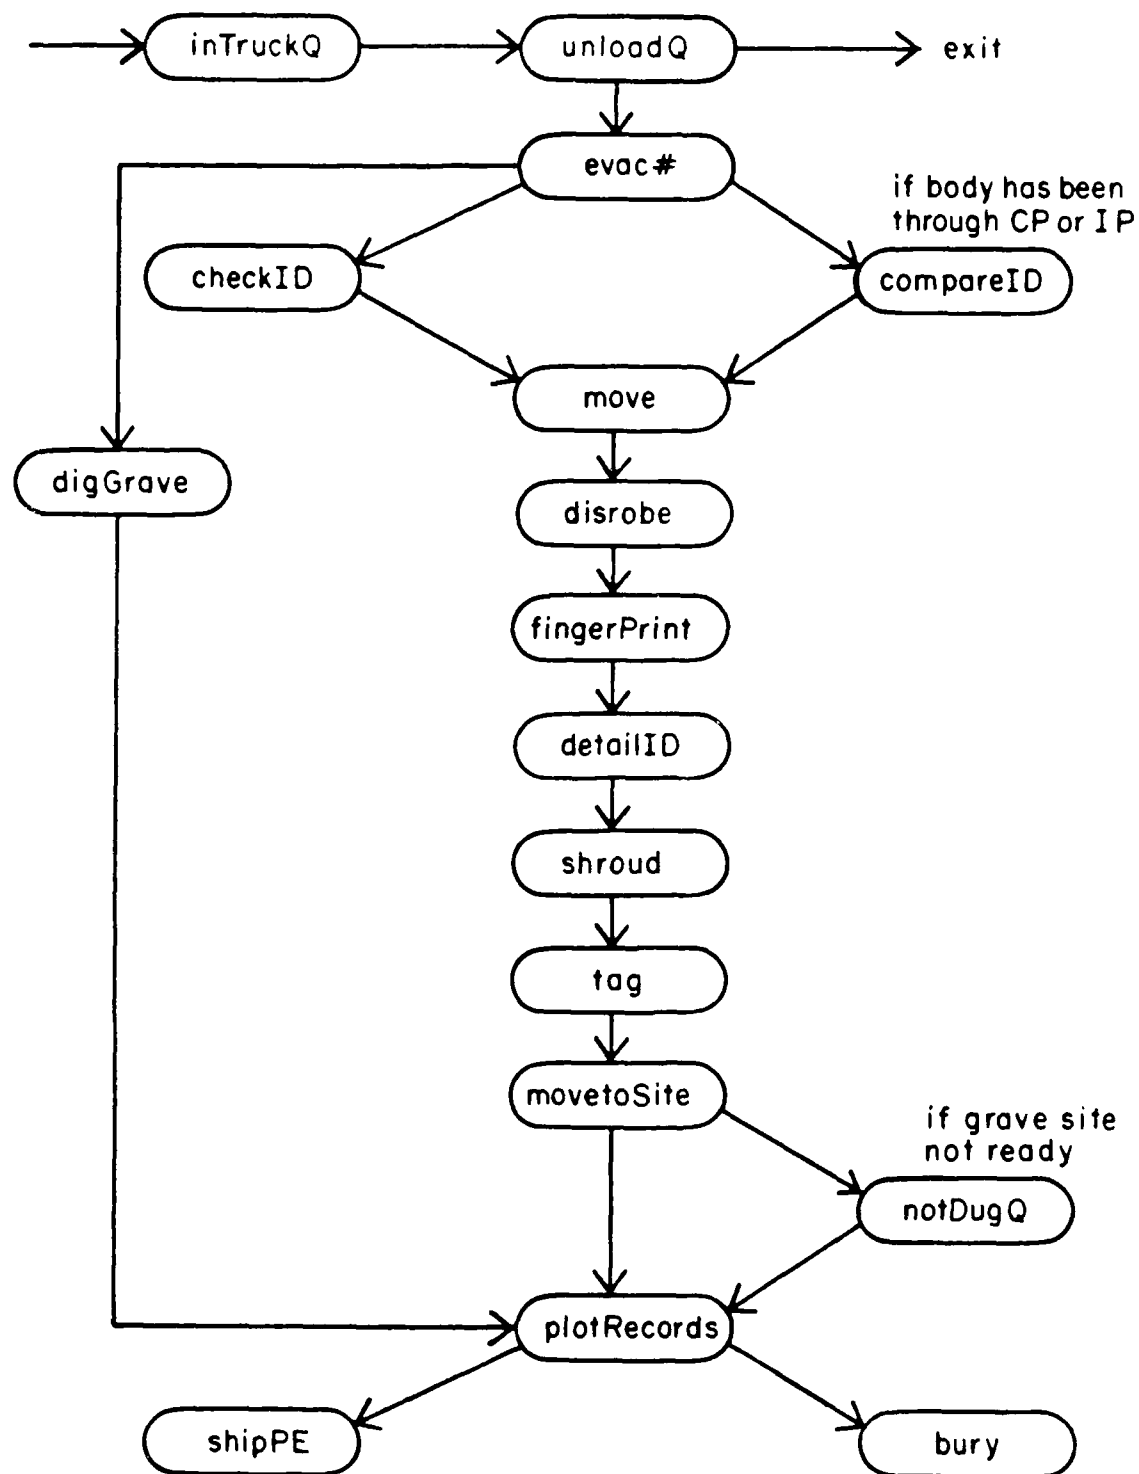 inTruckQ
unloadQ
exit
evac#
if body has been
through CP or IP
checkID
compareID
move
digGrave
disrobe
fingerPrint
detailID
shroud
tag
movetoSite
if grave site
not ready
notDugQ
plotRecords
shipPE
bury